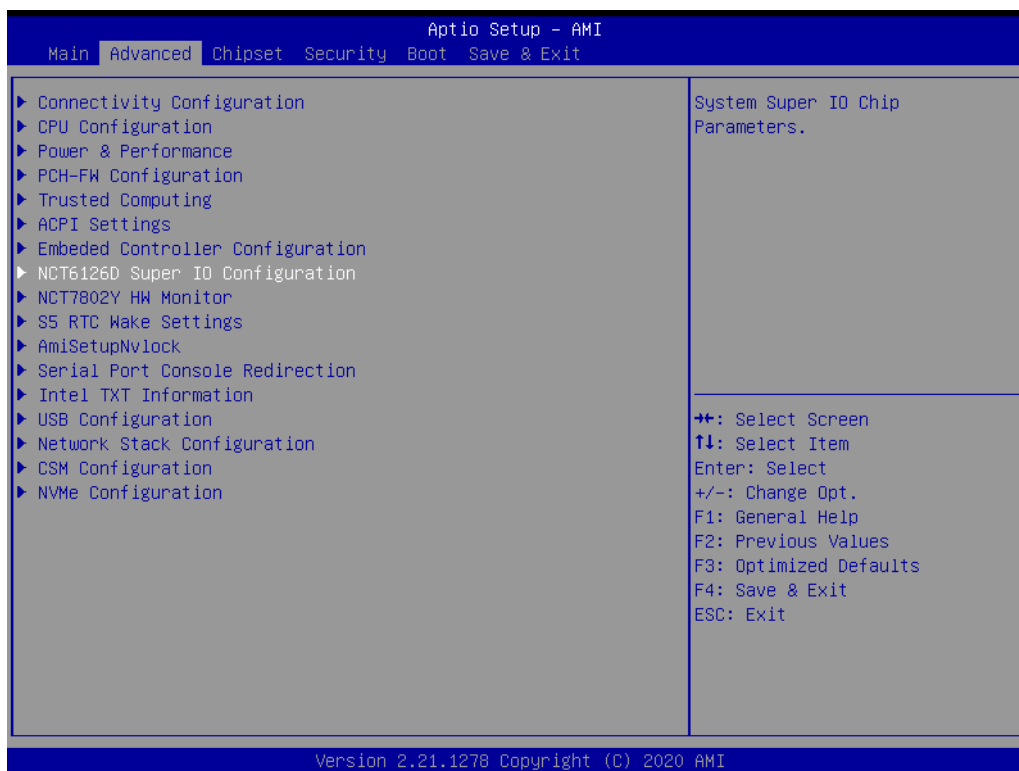 Aptio Setup – AMI
Main Advanced Chipset Security Boot Save & Exit
Connectivity Configuration
CPU Configuration
Power & Performance
PCH-FW Configuration
Trusted Computing
ACPI Settings
Embeded Controller Configuration
NCT6126D Super IO Configuration
NCT7802Y HW Monitor
S5 RTC Wake Settings
AmiSetupNvlock
Serial Port Console Redirection
Intel TXT Information
USB Configuration
Network Stack Configuration
CSM Configuration
NVMe Configuration
System Super IO Chip
Parameters.
→←: Select Screen
↑↓: Select Item
Enter: Select
+/-: Change Opt.
F1: General Help
F2: Previous Values
F3: Optimized Defaults
F4: Save & Exit
ESC: Exit
Version 2.21.1278 Copyright (C) 2020 AMI